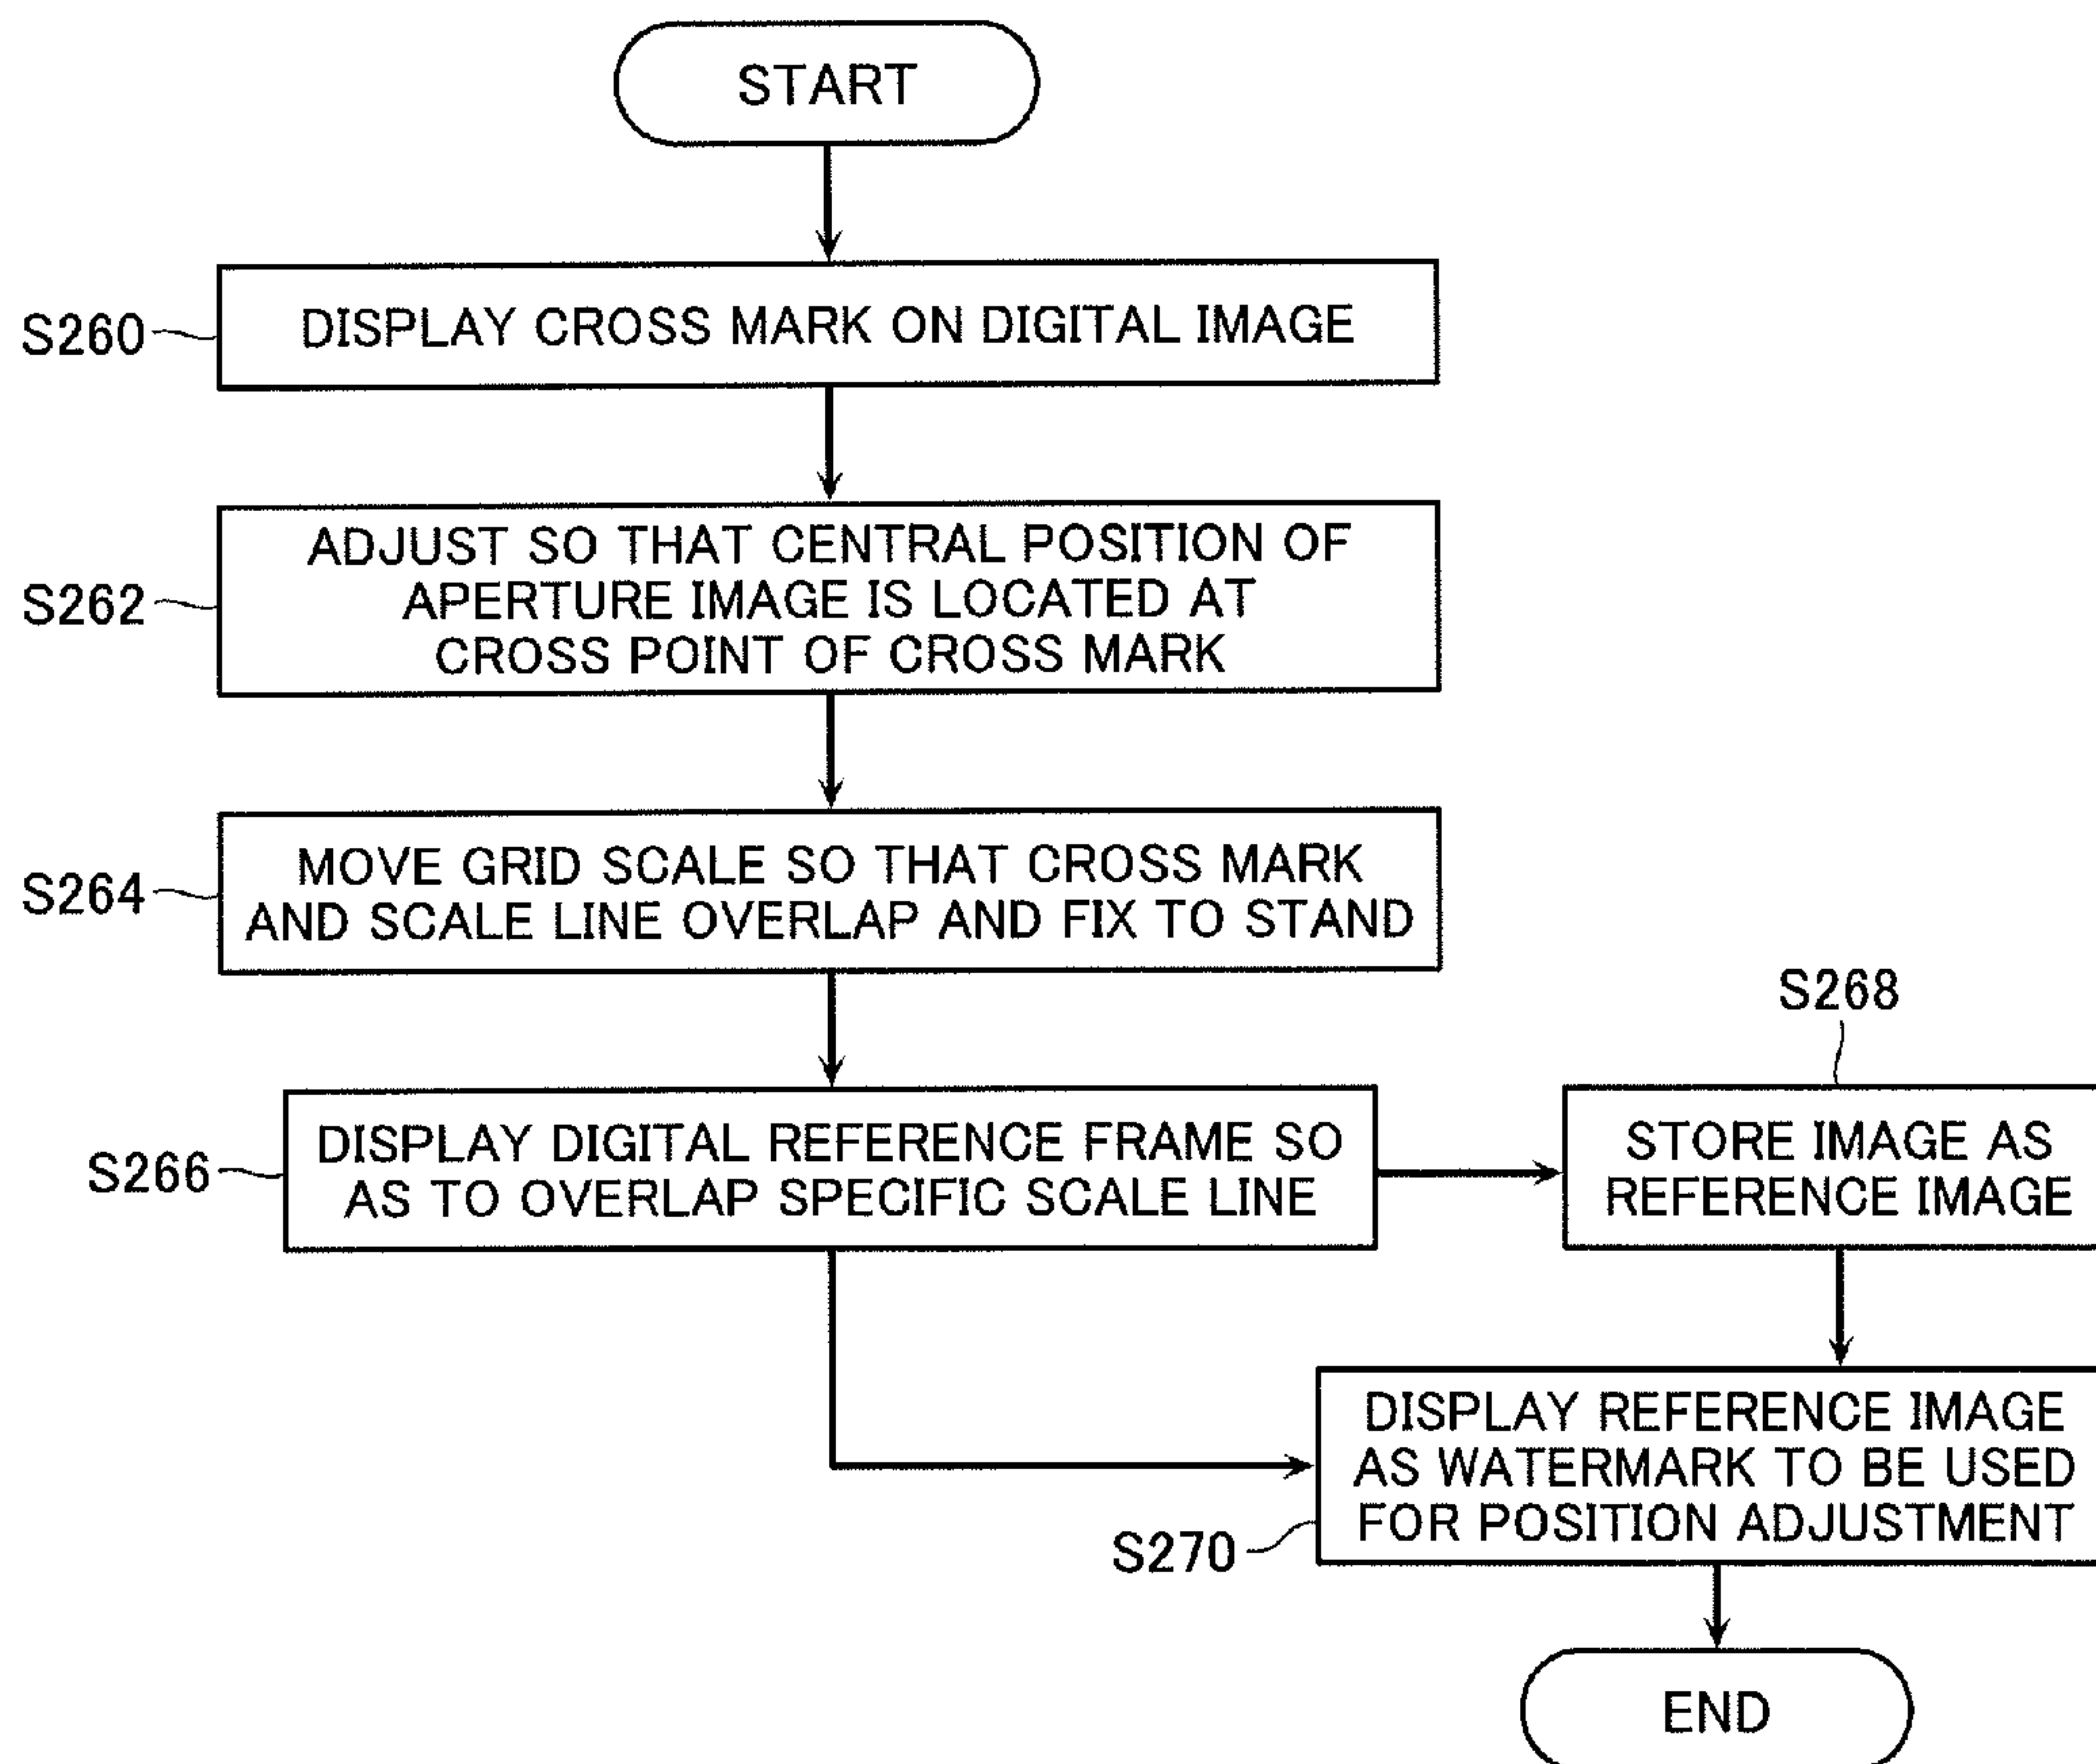 START
S260
DISPLAY CROSS MARK ON DIGITAL IMAGE
S262
ADJUST SO THAT CENTRAL POSITION OF
APERTURE IMAGE IS LOCATED AT
CROSS POINT OF CROSS MARK
S264
MOVE GRID SCALE SO THAT CROSS MARK
AND SCALE LINE OVERLAP AND FIX TO STAND
S266
DISPLAY DIGITAL REFERENCE FRAME SO
AS TO OVERLAP SPECIFIC SCALE LINE
S268
STORE IMAGE AS
REFERENCE IMAGE
S270
DISPLAY REFERENCE IMAGE
AS WATERMARK TO BE USED
FOR POSITION ADJUSTMENT
END